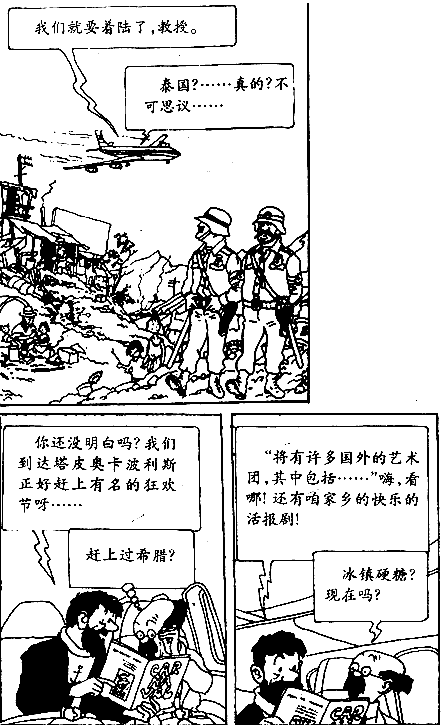 我们就要着陆了,教授。
泰国?……真的?不
可思议……
你还没明白吗?我们
到达塔皮奥卡波利斯
正好赶上有名的狂欢
节呀……
赶上过希腊?
“将有许多国外的艺术
团,其中包括……”嗨,看
哪!还有咱家乡的快乐的
活报剧!
冰镇硬糖?
现在吗?
CAR